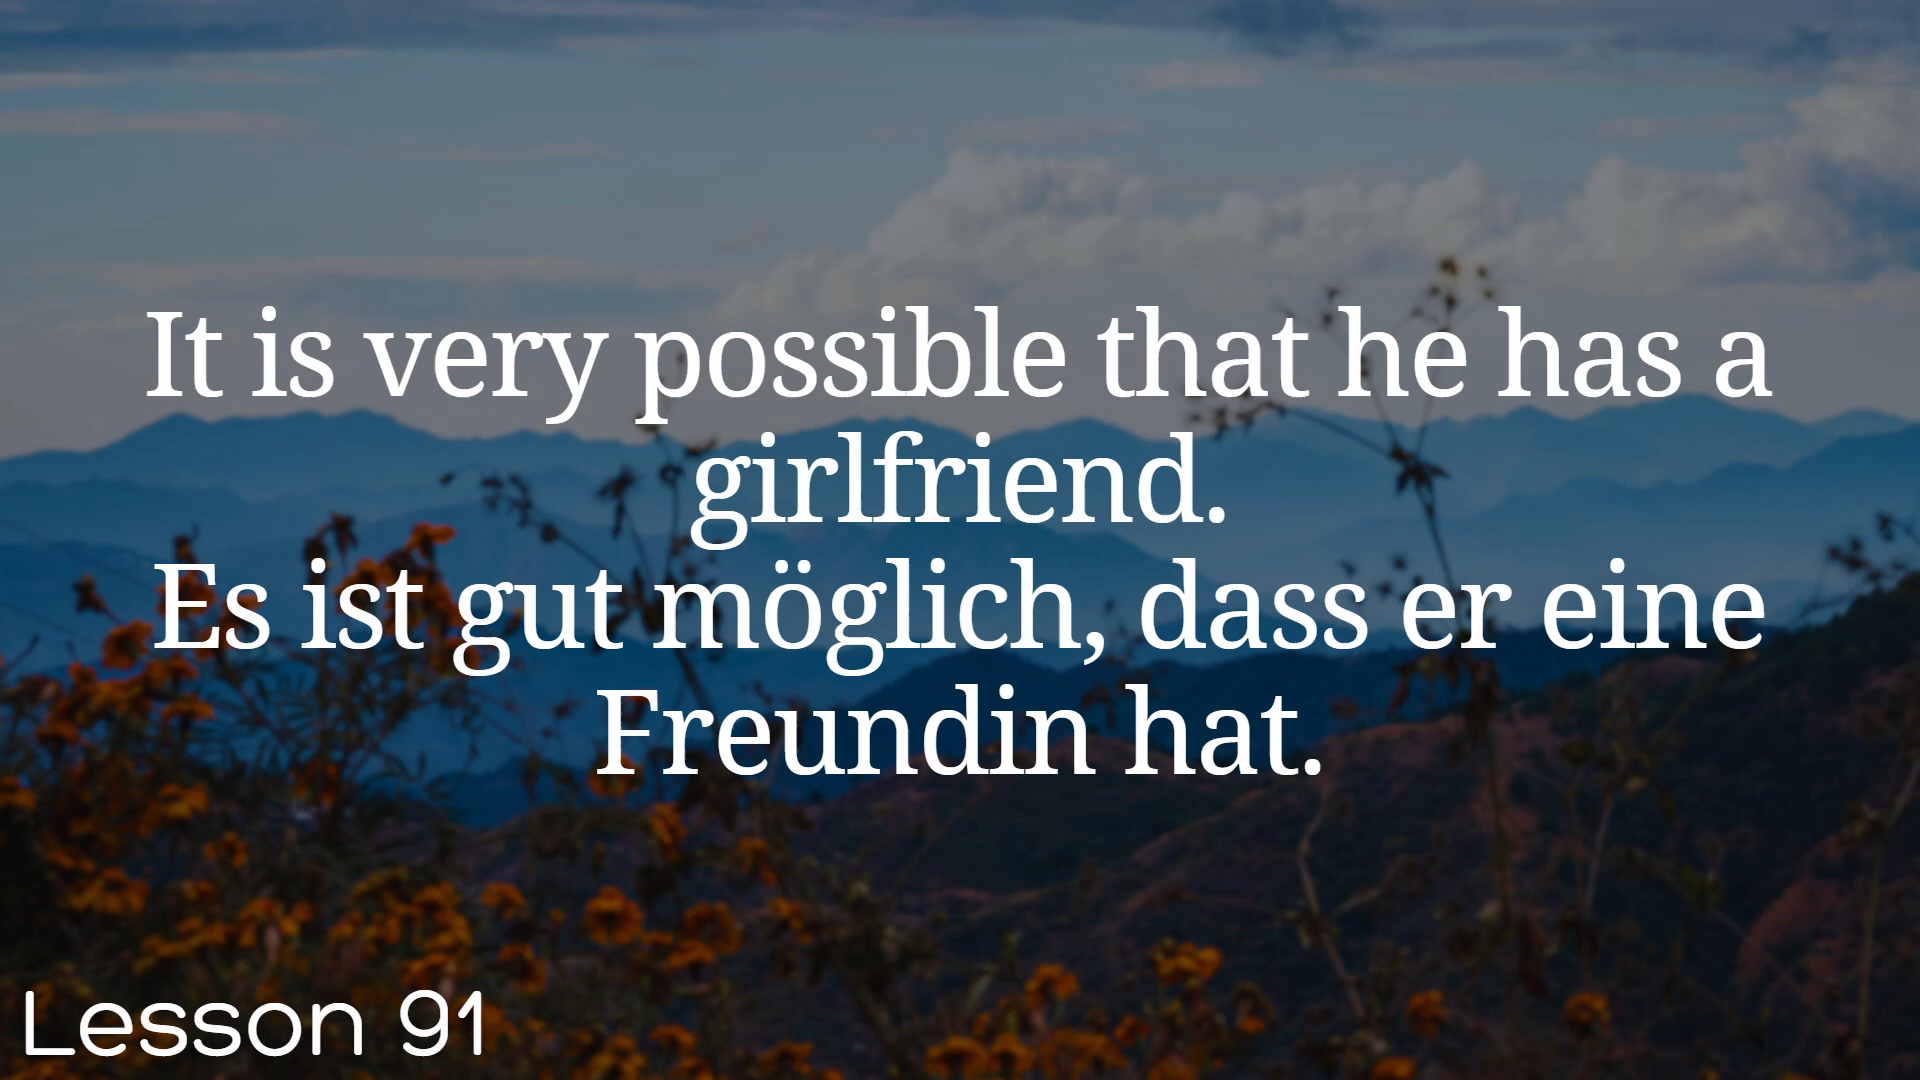 It is very possible that he has a
girlfriend.
Es ist gut möglich, dass er eine
Freundin hat.
Lesson 91